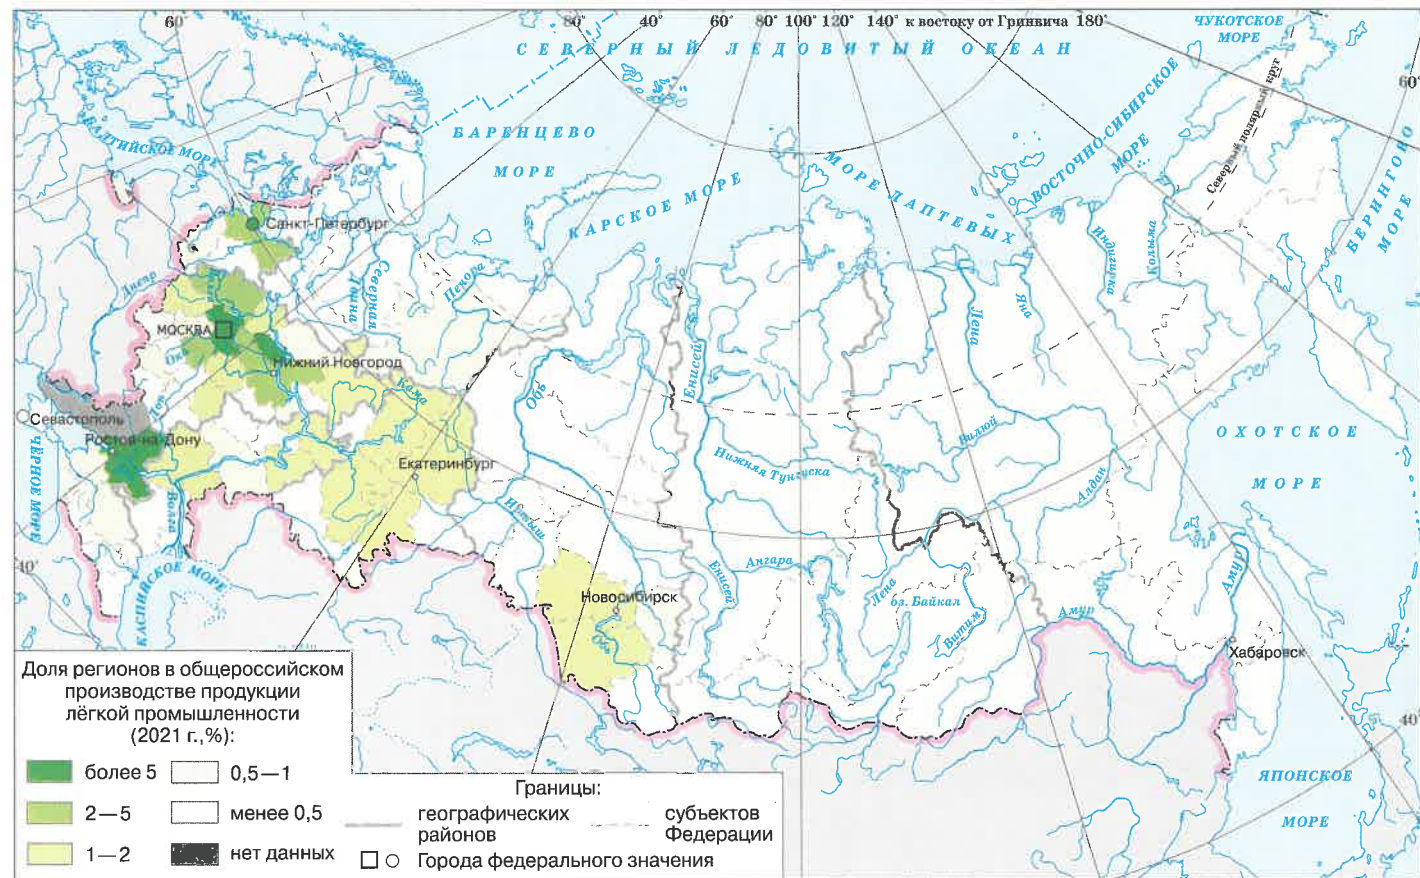 60°
80°
40°
60°
80°
100°
120°
140° к востоку от Гринвича 180°
СЕВЕРНЫЙ ЛЕДОВИТЫЙ ОКЕАН
ЧУКОТСКОЕ
МОРЕ
60°
Северный полярный круг
БЕРИНГОВО
МОРЕ
ВОСТОЧНО-СИБИРСКОЕ
МОРЕ
МОРЕ ЛАПТЕВЫХ
КАРСКОЕ МОРЕ
БАРЕНЦЕВО
МОРЕ
БАЛТИЙСКОЕ МОРЕ
Санкт-Петербург
Днепр
Северная
Двина
Печора
МОСКВА
Ока
Нижний Новгород
Кама
Дон
Севастополь
Ростов-на-Дону
Екатеринбург
ЧЁРНОЕ МОРЕ
Волга
40°
КАСПИЙСКОЕ МОРЕ
Обь
Иртыш
Енисей
Нижняя Тунгуска
Вилюй
Лена
Яна
Индигирка
Колыма
Алдан
ОХОТСКОЕ
МОРЕ
Ангара
Енисей
Лена
оз. Байкал
Витим
Амур
Амур
Новосибирск
Обь
Хабаровск
40°
ЯПОНСКОЕ
МОРЕ
Доля регионов в общероссийском
производстве продукции
лёгкой промышленности
(2021 г.,%):
более 5
0,5—1
2—5
менее 0,5
1—2
нет данных
Границы:
географических
районов
субъектов
Федерации
Города федерального значения